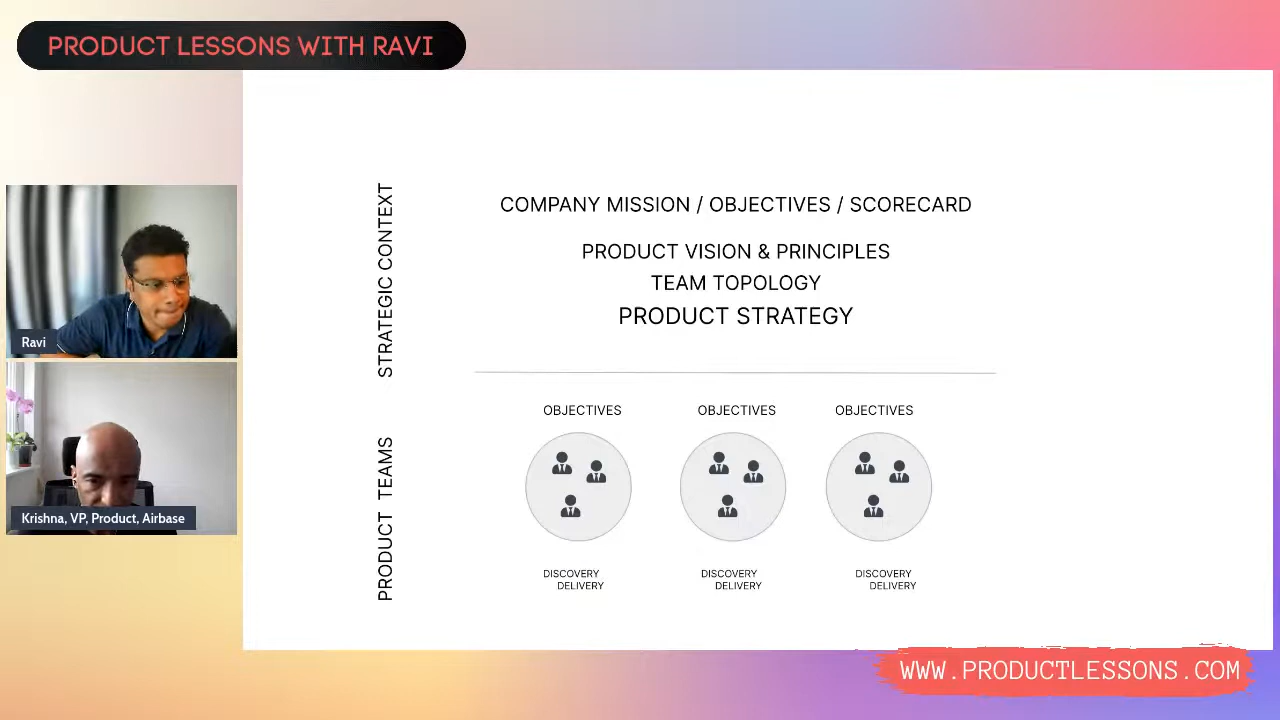 PRODUCT LESSONS WITH RAVI
Ravi
Krishna, VP, Product, Airbase
STRATEGIC CONTEXT
COMPANY MISSION / OBJECTIVES / SCORECARD
PRODUCT VISION & PRINCIPLES
TEAM TOPOLOGY
PRODUCT STRATEGY
PRODUCT TEAMS
OBJECTIVES
OBJECTIVES
OBJECTIVES
DISCOVERY
DELIVERY
DISCOVERY
DELIVERY
DISCOVERY
DELIVERY
WWW.PRODUCTLESSONS.COM